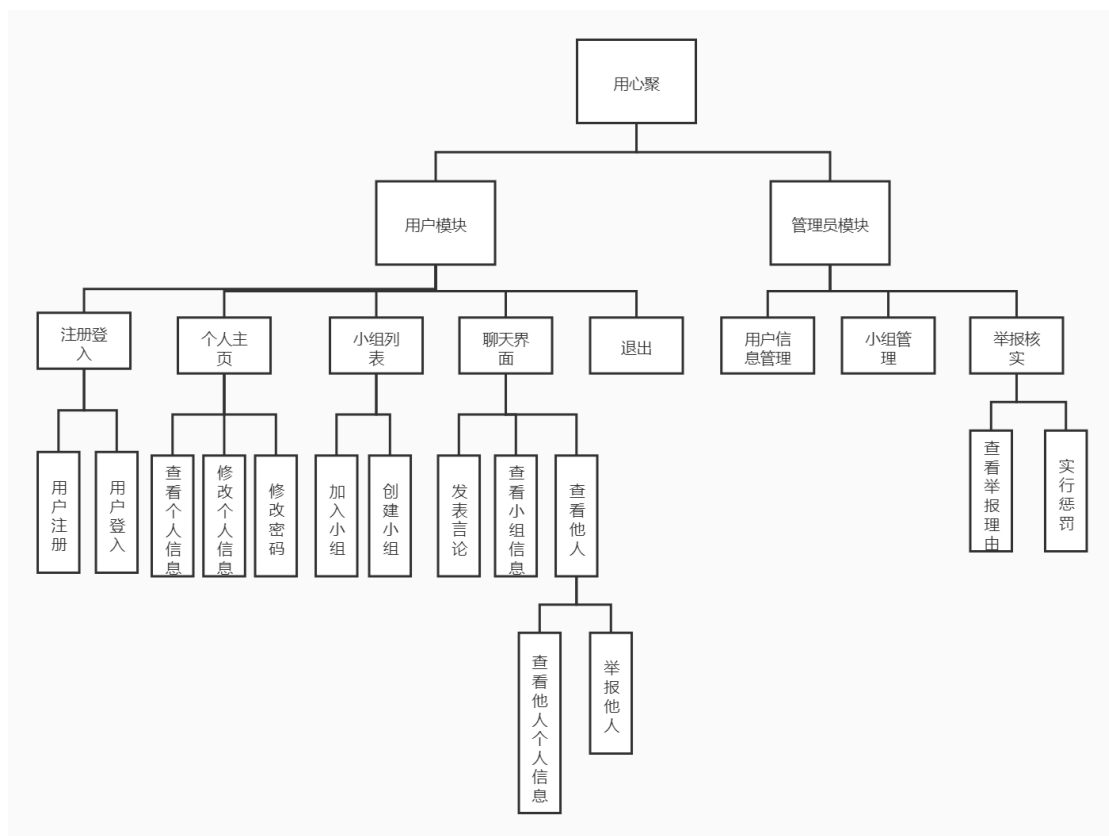 用心聚
用户模块
管理员模块
注册登
入
个人主
页
小组列
表
聊天界
面
退出
用户信
息管理
小组管
理
举报核
实
用户注册
用户登入
查看个人信息
修改个人信息
修改密码
加入小组
创建小组
发表言论
查看小组信息
查看他人
查看举报理由
实行惩罚
查看他人个人信息
举报他人